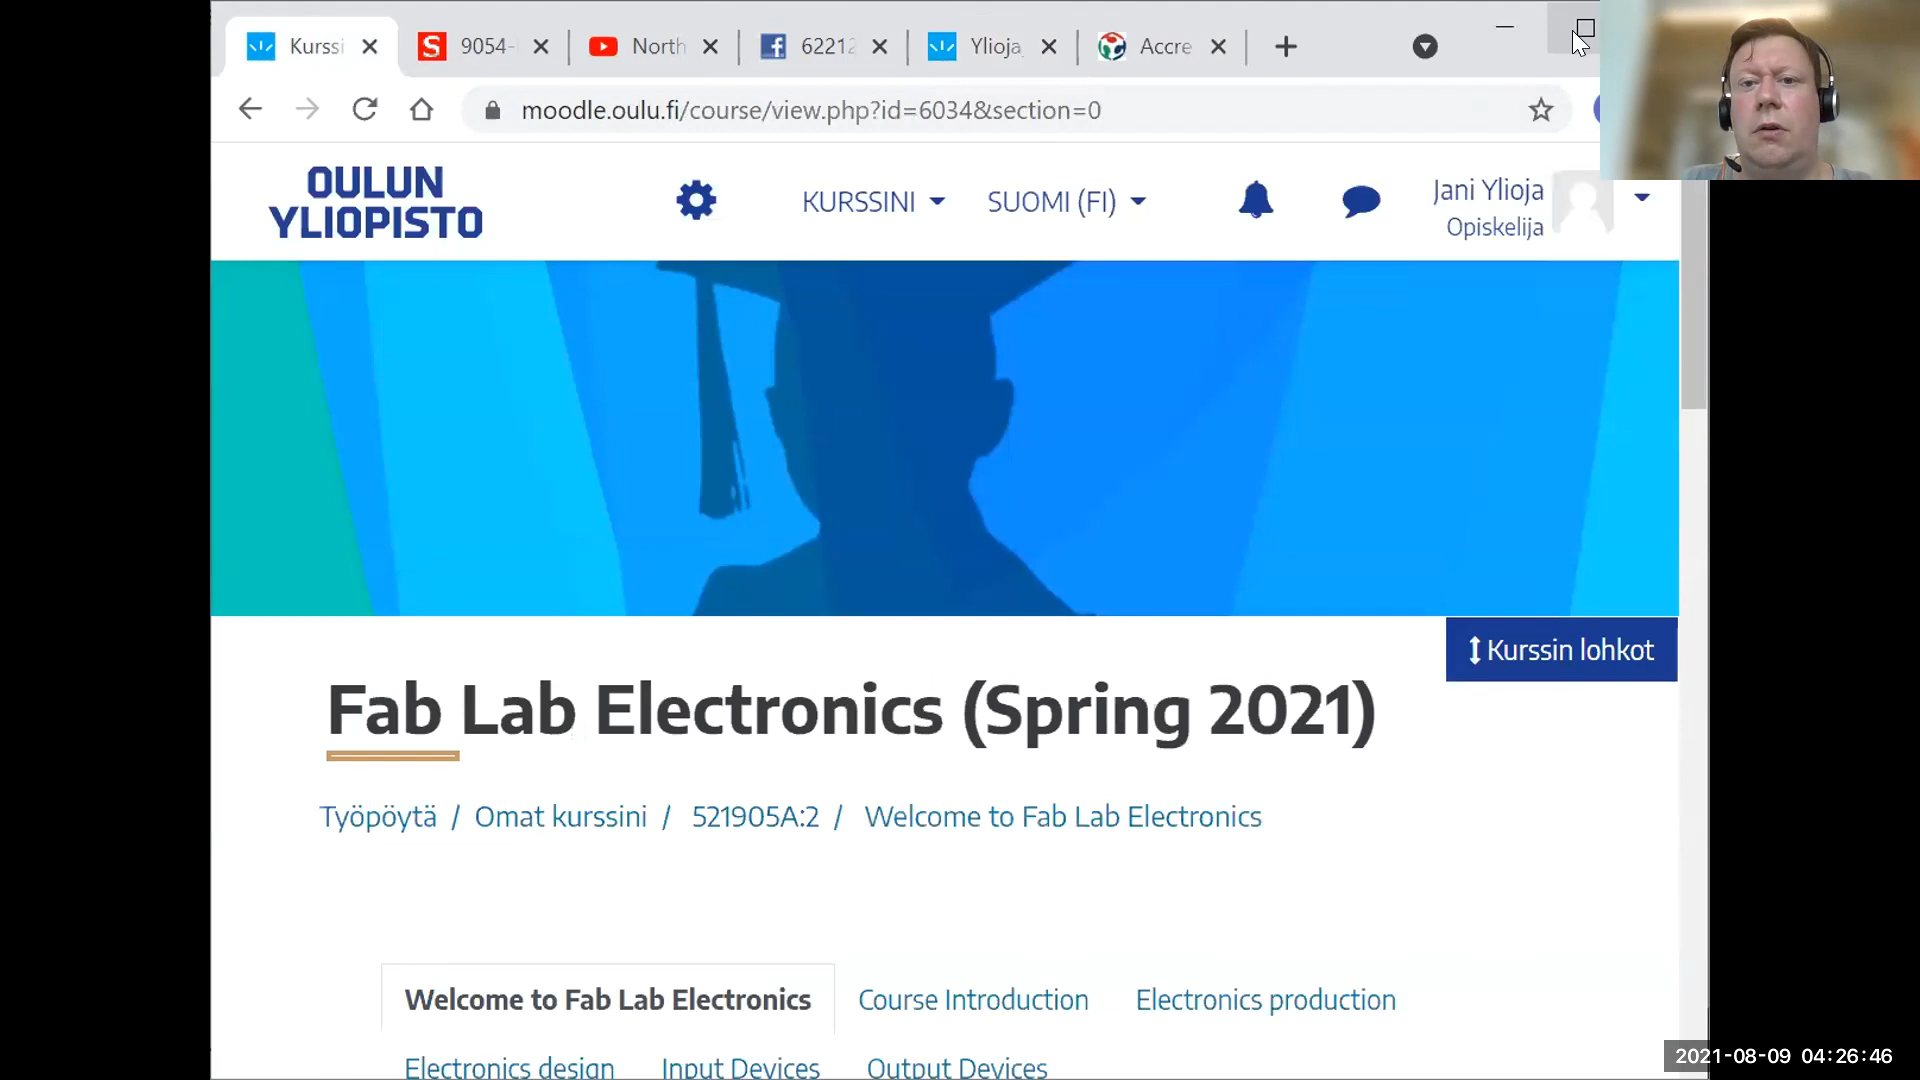 Kurssi
9054-
North
62212
Ylioja
Accre
moodle.oulu.fi/course/view.php?id=6034&section=0
OULUN
YLIOPISTO
KURSSINI
SUOMI (FI)
Jani Ylioja
Opiskelija
Kurssin lohkot
Fab Lab Electronics (Spring 2021)
Työpöytä / Omat kurssini / 521905A:2 / Welcome to Fab Lab Electronics
Welcome to Fab Lab Electronics Course Introduction Electronics production
Electronics design Input Devices Output Devices
2021-08-09 04:26:46